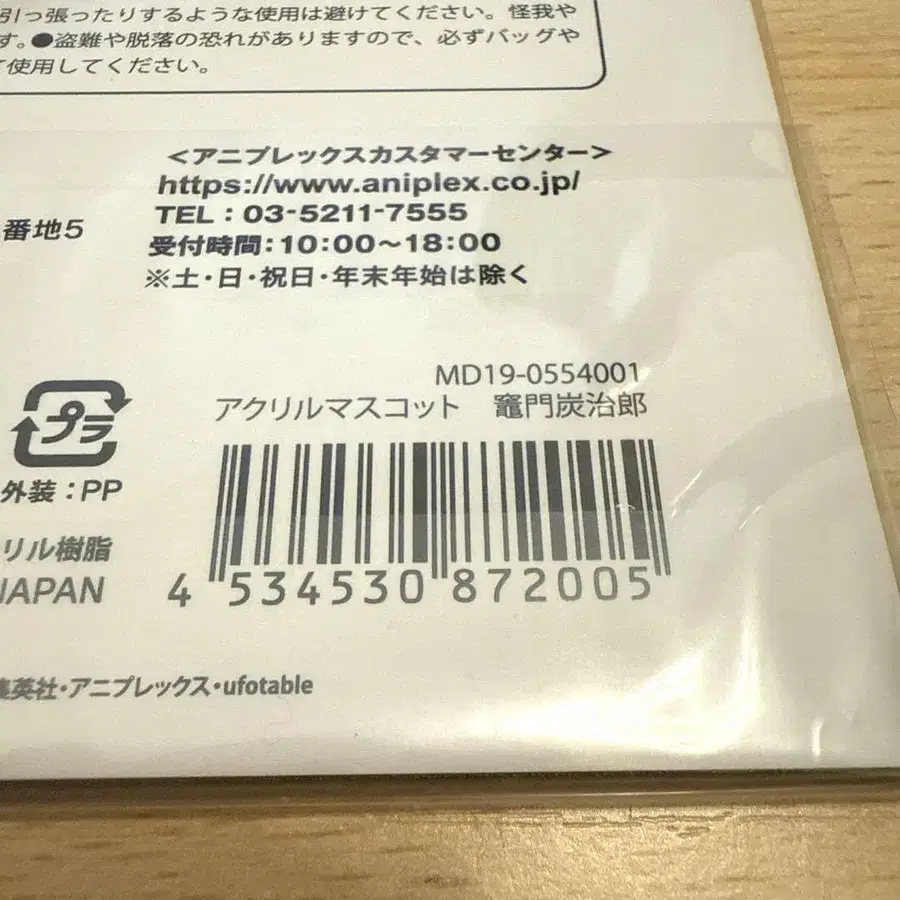 引っ張ったりするような使用は避けてください。怪我や
す。●盗難や脱落の恐れがありますので、必ずバッグや
て使用してください。
<アニプレックスカスタマーセンター>
https://www.aniplex.co.jp/
TEL：03-5211-7555
番地5
受付時間：10:00～18:00
※土・日・祝日・年末年始は除く
MD19-0554001
アクリルマスコット　竈門炭治郎
プラ
外装：PP
リル樹脂
JAPAN
4 534530 872005
集英社・アニプレックス・ufotable